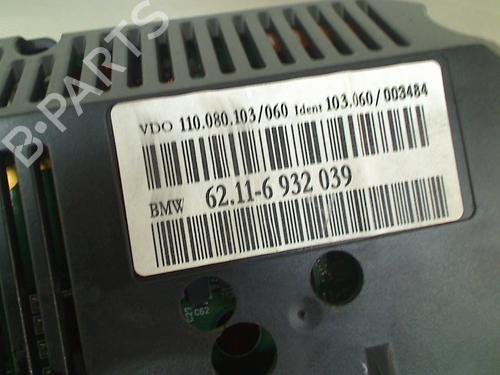 B-PARTS
VDO 110.080.103/060 Ident 103.060/003484
BMW 62.11-6 932 039
C62